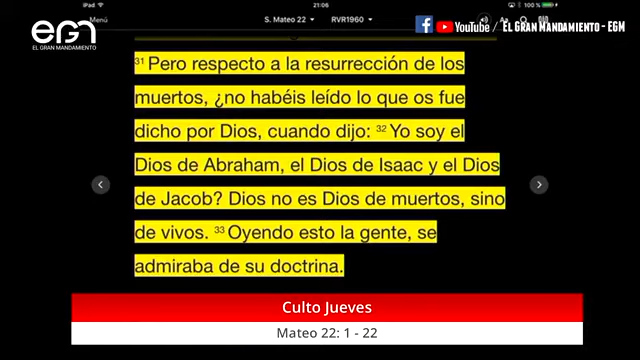 iPad
21:06
100 %
Menú
S. Mateo 22
RVR1960
YouTube / El Gran Mandamiento - EGM
EGM
EL GRAN MANDAMIENTO
31 Pero respecto a la resurrección de los
muertos, ¿no habéis leído lo que os fue
dicho por Dios, cuando dijo: 32 Yo soy el
Dios de Abraham, el Dios de Isaac y el Dios
de Jacob? Dios no es Dios de muertos, sino
de vivos. 33 Oyendo esto la gente, se
admiraba de su doctrina.
Culto Jueves
Mateo 22: 1 - 22